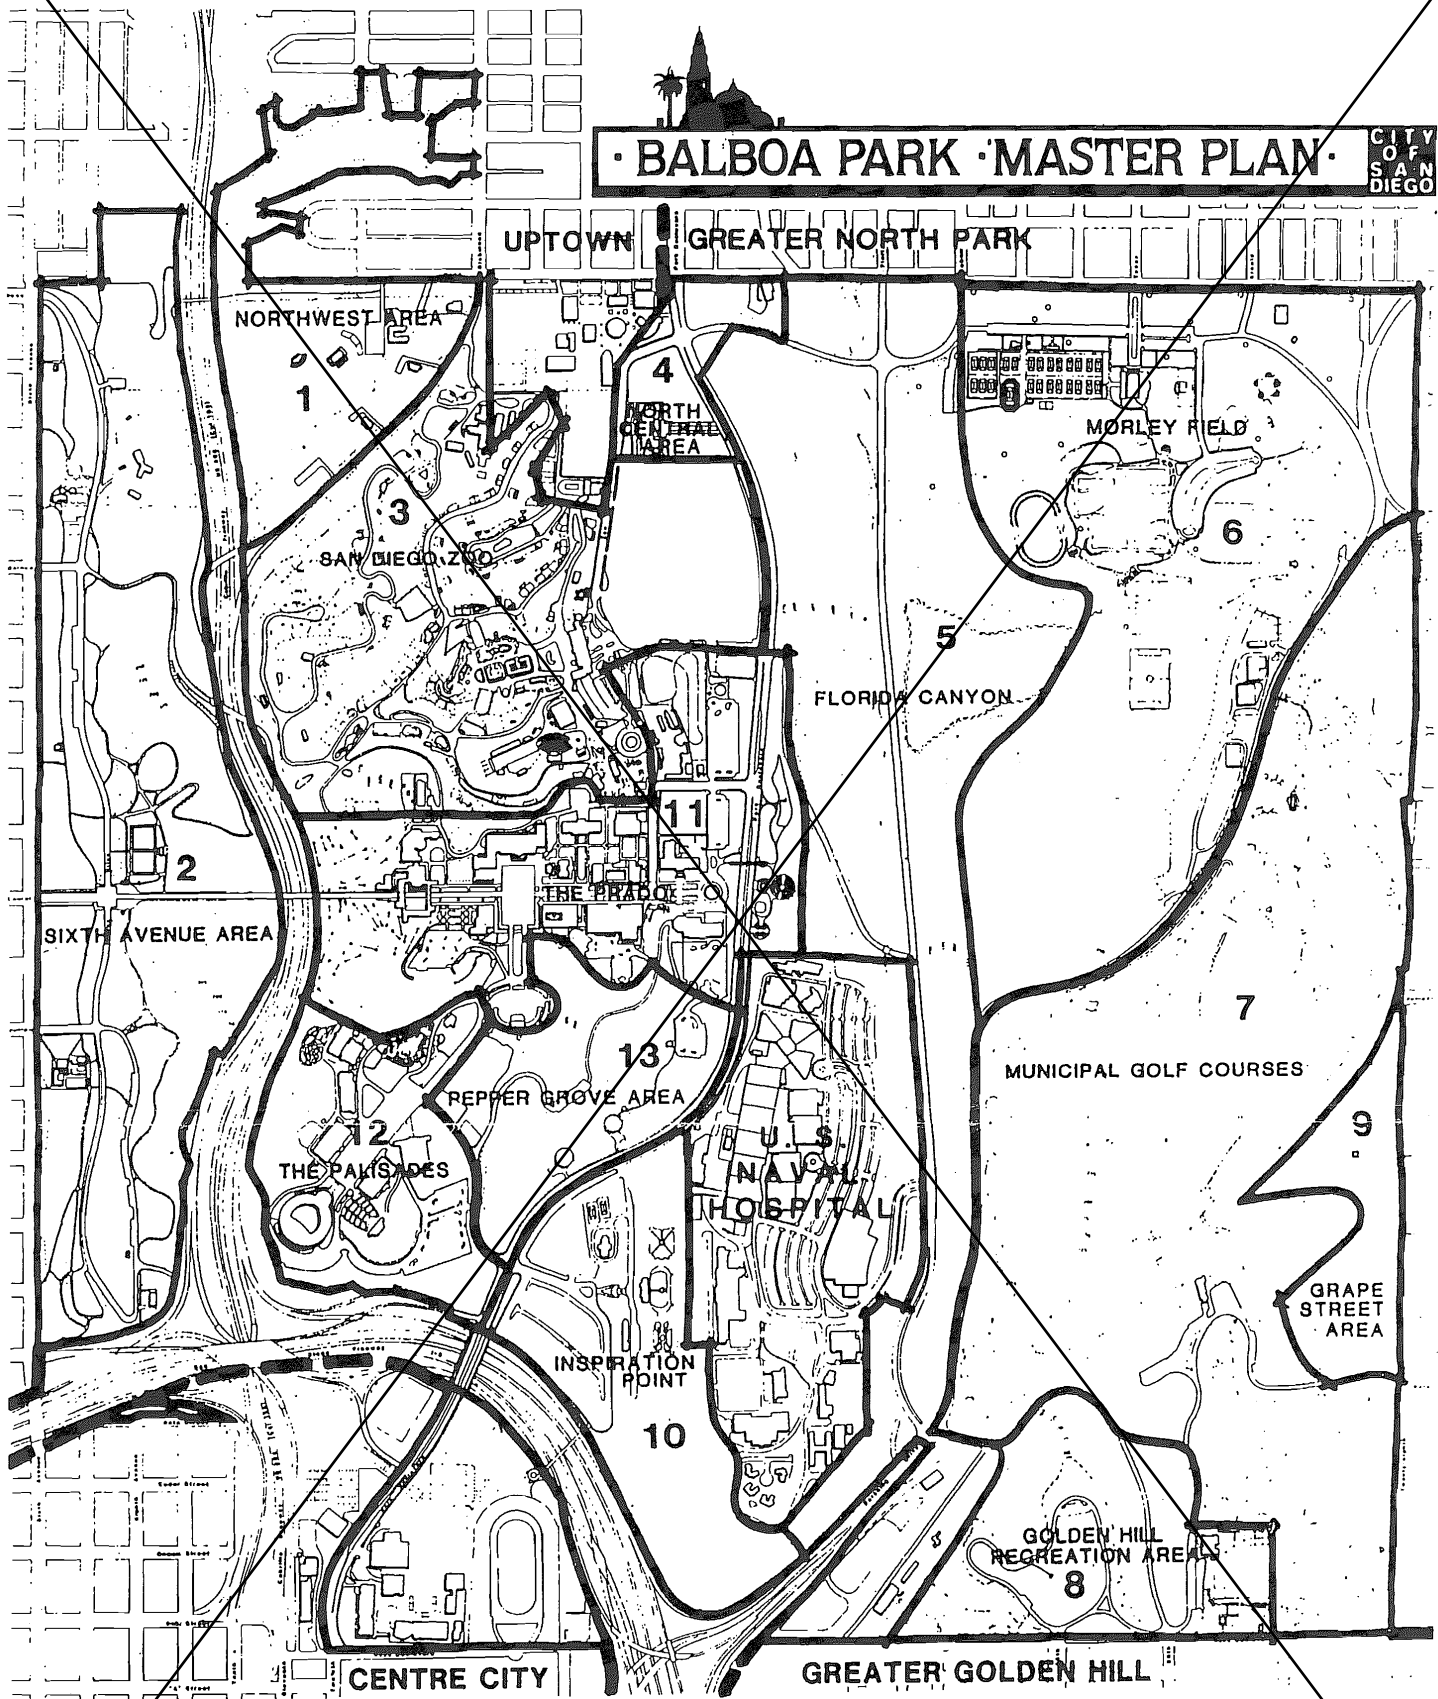 · BALBOA PARK · MASTER PLAN ·
CITY
OF
SAN
DIEGO
UPTOWN
GREATER NORTH PARK
NORTHWEST AREA
1
4
NORTH
CENTRAL
AREA
MORLEY FIELD
3
SAN DIEGO ZOO
6
5
FLORIDA CANYON
11
2
THE PRADO
SIXTH AVENUE AREA
7
13
MUNICIPAL GOLF COURSES
PEPPER GROVE AREA
9
12
THE PALISADES
U. S.
NAVAL
HOSPITAL
GRAPE
STREET
AREA
INSPIRATION
POINT
10
GOLDEN HILL
RECREATION AREA
8
CENTRE CITY
GREATER GOLDEN HILL